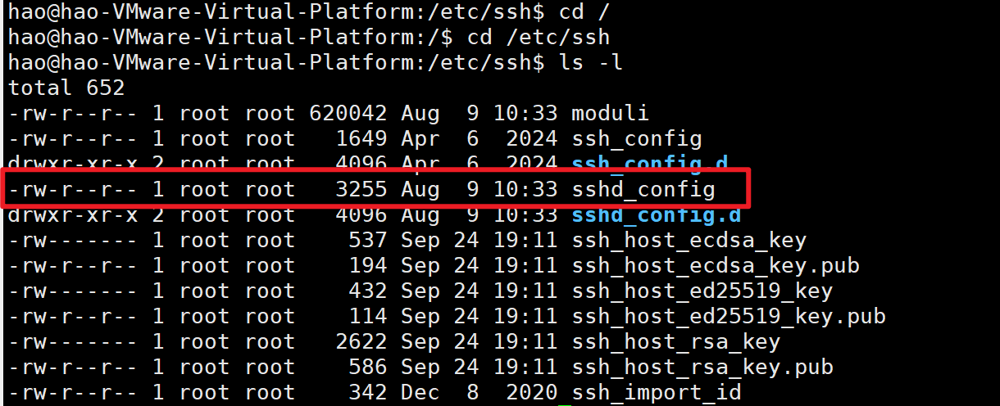 hao@hao-VMware-Virtual-Platform:/etc/ssh$ cd /
hao@hao-VMware-Virtual-Platform:/$ cd /etc/ssh
hao@hao-VMware-Virtual-Platform:/etc/ssh$ ls -l
total 652
-rw-r--r-- 1 root root 620042 Aug  9 10:33 moduli
-rw-r--r-- 1 root root   1649 Apr  6  2024 ssh_config
drwxr-xr-x 2 root root   4096 Apr  6  2024 ssh_config.d
-rw-r--r-- 1 root root   3255 Aug  9 10:33 sshd_config
drwxr-xr-x 2 root root   4096 Aug  9 10:33 sshd_config.d
-rw------- 1 root root    537 Sep 24 19:11 ssh_host_ecdsa_key
-rw-r--r-- 1 root root    194 Sep 24 19:11 ssh_host_ecdsa_key.pub
-rw------- 1 root root    432 Sep 24 19:11 ssh_host_ed25519_key
-rw-r--r-- 1 root root    114 Sep 24 19:11 ssh_host_ed25519_key.pub
-rw------- 1 root root   2622 Sep 24 19:11 ssh_host_rsa_key
-rw-r--r-- 1 root root    586 Sep 24 19:11 ssh_host_rsa_key.pub
-rw-r--r-- 1 root root    342 Dec  8  2020 ssh_import_id